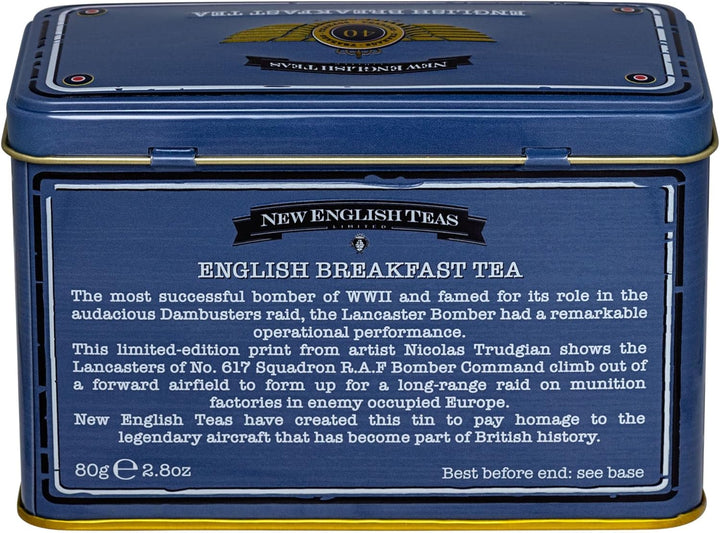 ENGLISH BREAKFAST TEA
40
NEW ENGLISH TEAS
NEW ENGLISH TEAS
LIMITED
ENGLISH BREAKFAST TEA
The most successful bomber of WWII and famed for its role in the
audacious Dambusters raid, the Lancaster Bomber had a remarkable
operational performance.
This limited-edition print from artist Nicolas Trudgian shows the
Lancasters of No. 617 Squadron R.A.F Bomber Command climb out of
a forward airfield to form up for a long-range raid on munition
factories in enemy occupied Europe.
New English Teas have created this tin to pay homage to the
legendary aircraft that has become part of British history.
80g ℮ 2.8oz
Best before end: see base